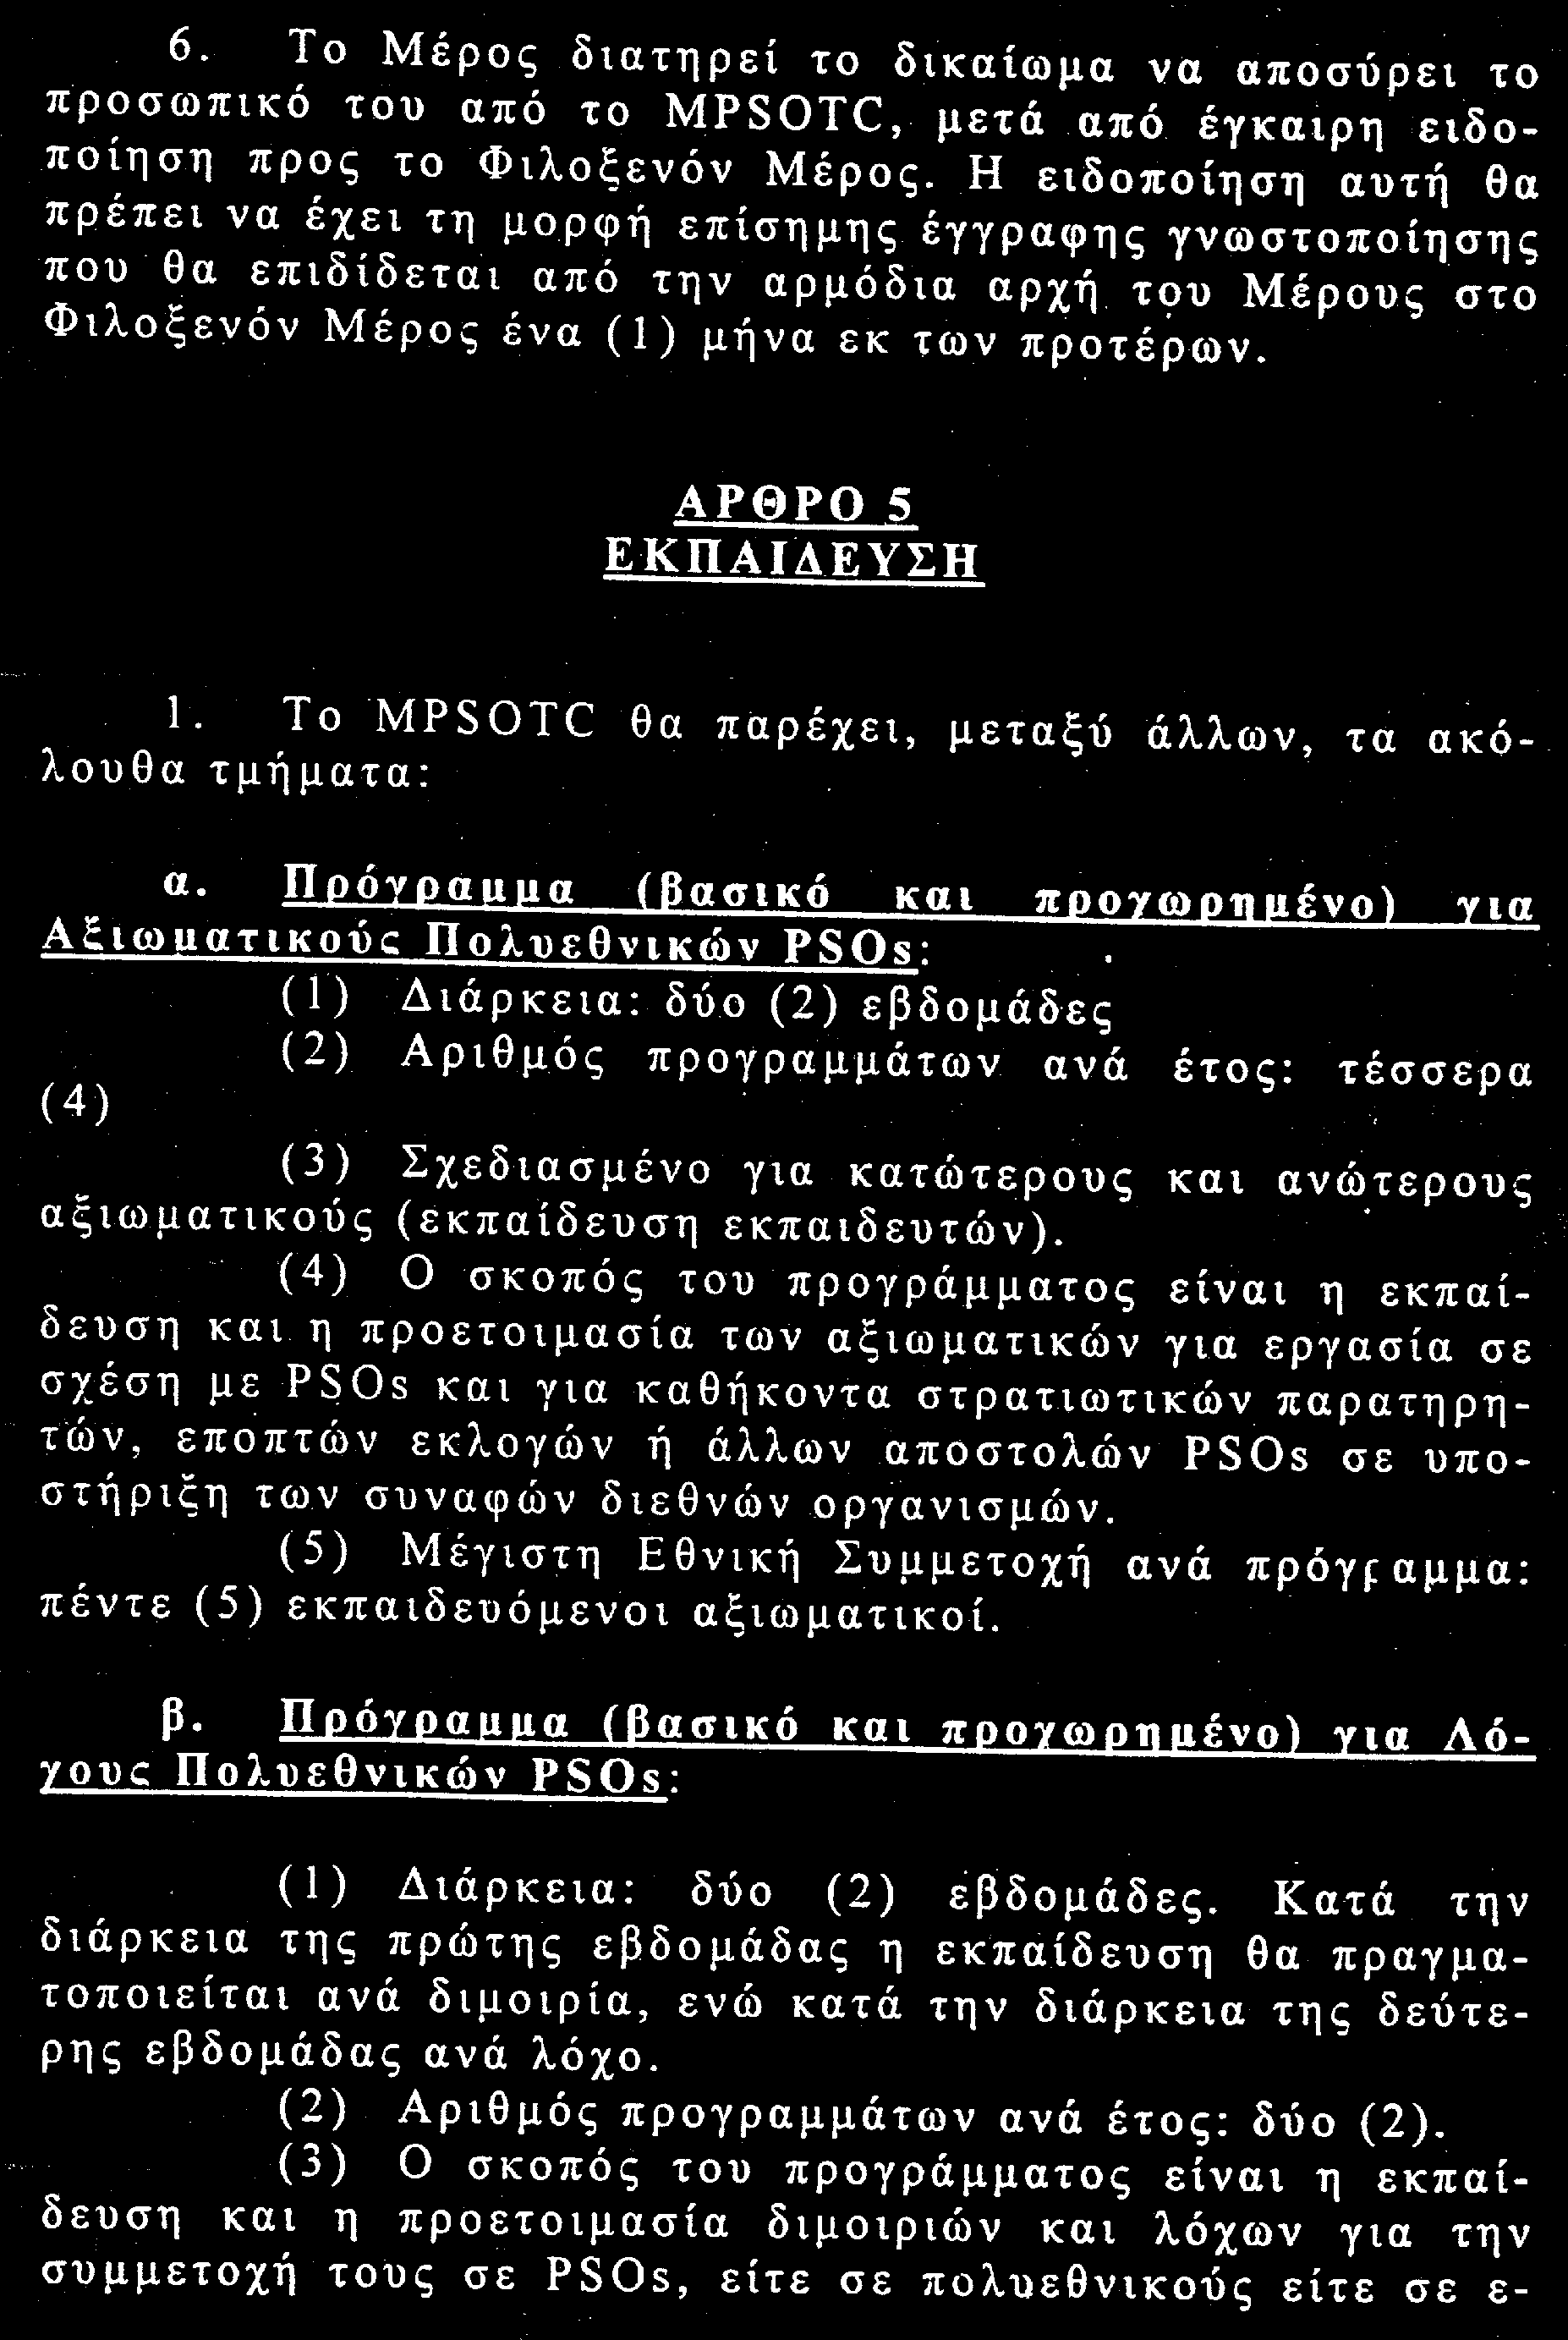 6. Το Μέρος διατηρεί το δικαίωμα να αποσύρει το
προσωπικό του από το MPSOTC, μετά από έγκαιρη ειδο-
ποίηση προς το Φιλοξενόν Μέρος. Η ειδοποίηση αυτή θα
πρέπει να έχει τη μορφή επίσημης έγγραφης γνωστοποίησης
που θα επιδίδεται από την αρμόδια αρχή του Μέρους στο
Φιλοξενόν Μέρος ένα (1) μήνα εκ των προτέρων.
ΑΡΘΡΟ 5
ΕΚΠΑΙΔΕΥΣΗ
1. Το MPSOTC θα παρέχει, μεταξύ άλλων, τα ακό-
λουθα τμήματα:
α. Πρόγραμμα (βασικό και προχωρημένο) για
Αξιωματικούς Πολυεθνικών PSOs:
(1) Διάρκεια: δύο (2) εβδομάδες
(2) Αριθμός προγραμμάτων ανά έτος: τέσσερα
(4)
(3) Σχεδιασμένο για κατώτερους και ανώτερους
αξιωματικούς (εκπαίδευση εκπαιδευτών).
(4) Ο σκοπός του προγράμματος είναι η εκπαί-
δευση και η προετοιμασία των αξιωματικών για εργασία σε
σχέση με PSOs και για καθήκοντα στρατιωτικών παρατηρη-
τών, εποπτών εκλογών ή άλλων αποστολών PSOs σε υπο-
στήριξη των συναφών διεθνών οργανισμών.
(5) Μέγιστη Εθνική Συμμετοχή ανά πρόγραμμα:
πέντε (5) εκπαιδευόμενοι αξιωματικοί.
β. Πρόγραμμα (βασικό και προχωρημένο) για Λό-
χους Πολυεθνικών PSOs:
(1) Διάρκεια: δύο (2) εβδομάδες. Κατά την
διάρκεια της πρώτης εβδομάδας η εκπαίδευση θα πραγμα-
τοποιείται ανά διμοιρία, ενώ κατά την διάρκεια της δεύτε-
ρης εβδομάδας ανά λόχο.
(2) Αριθμός προγραμμάτων ανά έτος: δύο (2).
(3) Ο σκοπός του προγράμματος είναι η εκπαί-
δευση και η προετοιμασία διμοιριών και λόχων για την
συμμετοχή τους σε PSOs, είτε σε πολυεθνικούς είτε σε ε-